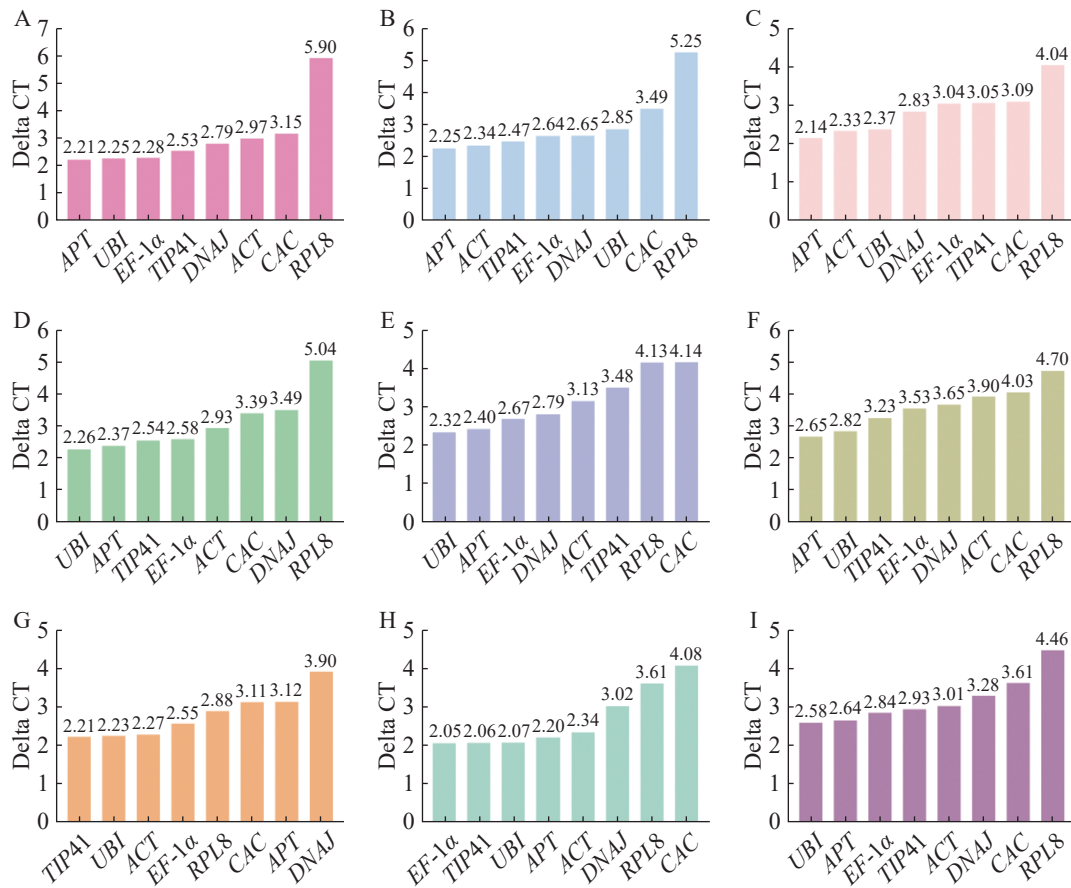 A
Delta CT
7
6
5
4
3
2
1
0
2.21 2.25 2.28 2.53 2.79 2.97 3.15 5.90
APT UBI EF-1α TIP41 DNAJ ACT CAC RPL8
B
Delta CT
6
5
4
3
2
1
0
2.25 2.34 2.47 2.64 2.65 2.85 3.49 5.25
APT ACT TIP41 EF-1α DNAJ UBI CAC RPL8
C
Delta CT
5
4
3
2
1
0
2.14 2.33 2.37 2.83 3.04 3.05 3.09 4.04
APT ACT UBI DNAJ EF-1α TIP41 CAC RPL8
D
Delta CT
6
5
4
3
2
1
0
2.26 2.37 2.54 2.58 2.93 3.39 3.49 5.04
UBI APT TIP41 EF-1α ACT CAC DNAJ RPL8
E
Delta CT
5
4
3
2
1
0
2.32 2.40 2.67 2.79 3.13 3.48 4.13 4.14
UBI APT EF-1α DNAJ ACT TIP41 RPL8 CAC
F
Delta CT
6
5
4
3
2
1
0
2.65 2.82 3.23 3.53 3.65 3.90 4.03 4.70
APT UBI TIP41 EF-1α DNAJ ACT CAC RPL8
G
Delta CT
5
4
3
2
1
0
2.21 2.23 2.27 2.55 2.88 3.11 3.12 3.90
TIP41 UBI ACT EF-1α RPL8 CAC APT DNAJ
H
Delta CT
5
4
3
2
1
0
2.05 2.06 2.07 2.20 2.34 3.02 3.61 4.08
EF-1α TIP41 UBI APT ACT DNAJ RPL8 CAC
I
Delta CT
5
4
3
2
1
0
2.58 2.64 2.84 2.93 3.01 3.28 3.61 4.46
UBI APT EF-1α TIP41 ACT DNAJ CAC RPL8